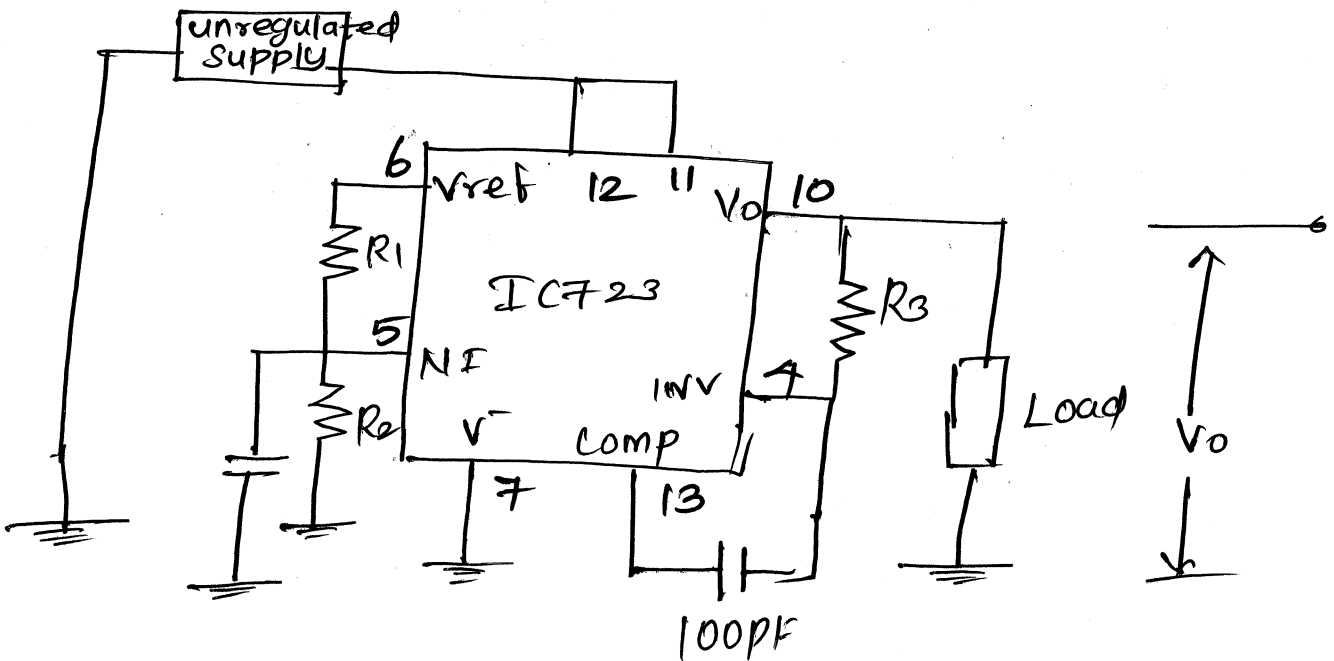 unregulated
supply
6
Vref
12
11
Vo
10
R1
IC723
R3
5
NI
INV
4
R2
V-
comp
Load
Vo
7
13
100PF